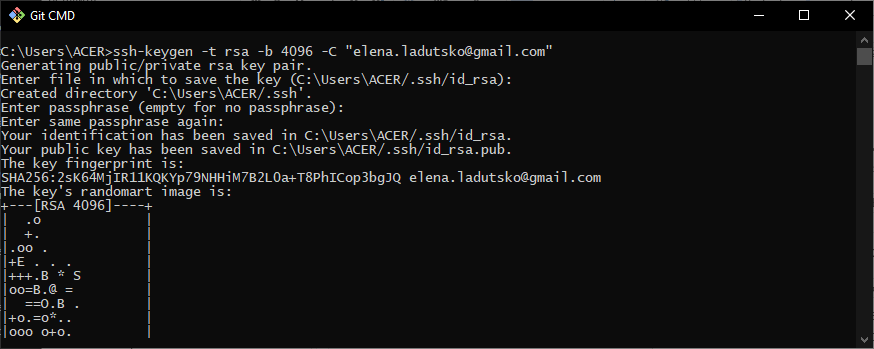 Git CMD
C:\Users\ACER>ssh-keygen -t rsa -b 4096 -C "elena.ladutsko@gmail.com"
Generating public/private rsa key pair.
Enter file in which to save the key (C:\Users\ACER/.ssh/id_rsa):
Created directory 'C:\Users\ACER/.ssh'.
Enter passphrase (empty for no passphrase):
Enter same passphrase again:
Your identification has been saved in C:\Users\ACER/.ssh/id_rsa.
Your public key has been saved in C:\Users\ACER/.ssh/id_rsa.pub.
The key fingerprint is:
SHA256:2sK64MjIR11KQKYp79NHHiM7B2LOa+T8PhICop3bgJQ elena.ladutsko@gmail.com
The key's randomart image is:
+---[RSA 4096]----+
|  .o             |
|  +.             |
|.oo .            |
|+E . . .         |
|+++.B * S        |
|oo=B.@ =         |
|  ==O.B .        |
|+o.=o*..         |
|ooo o+o.         |